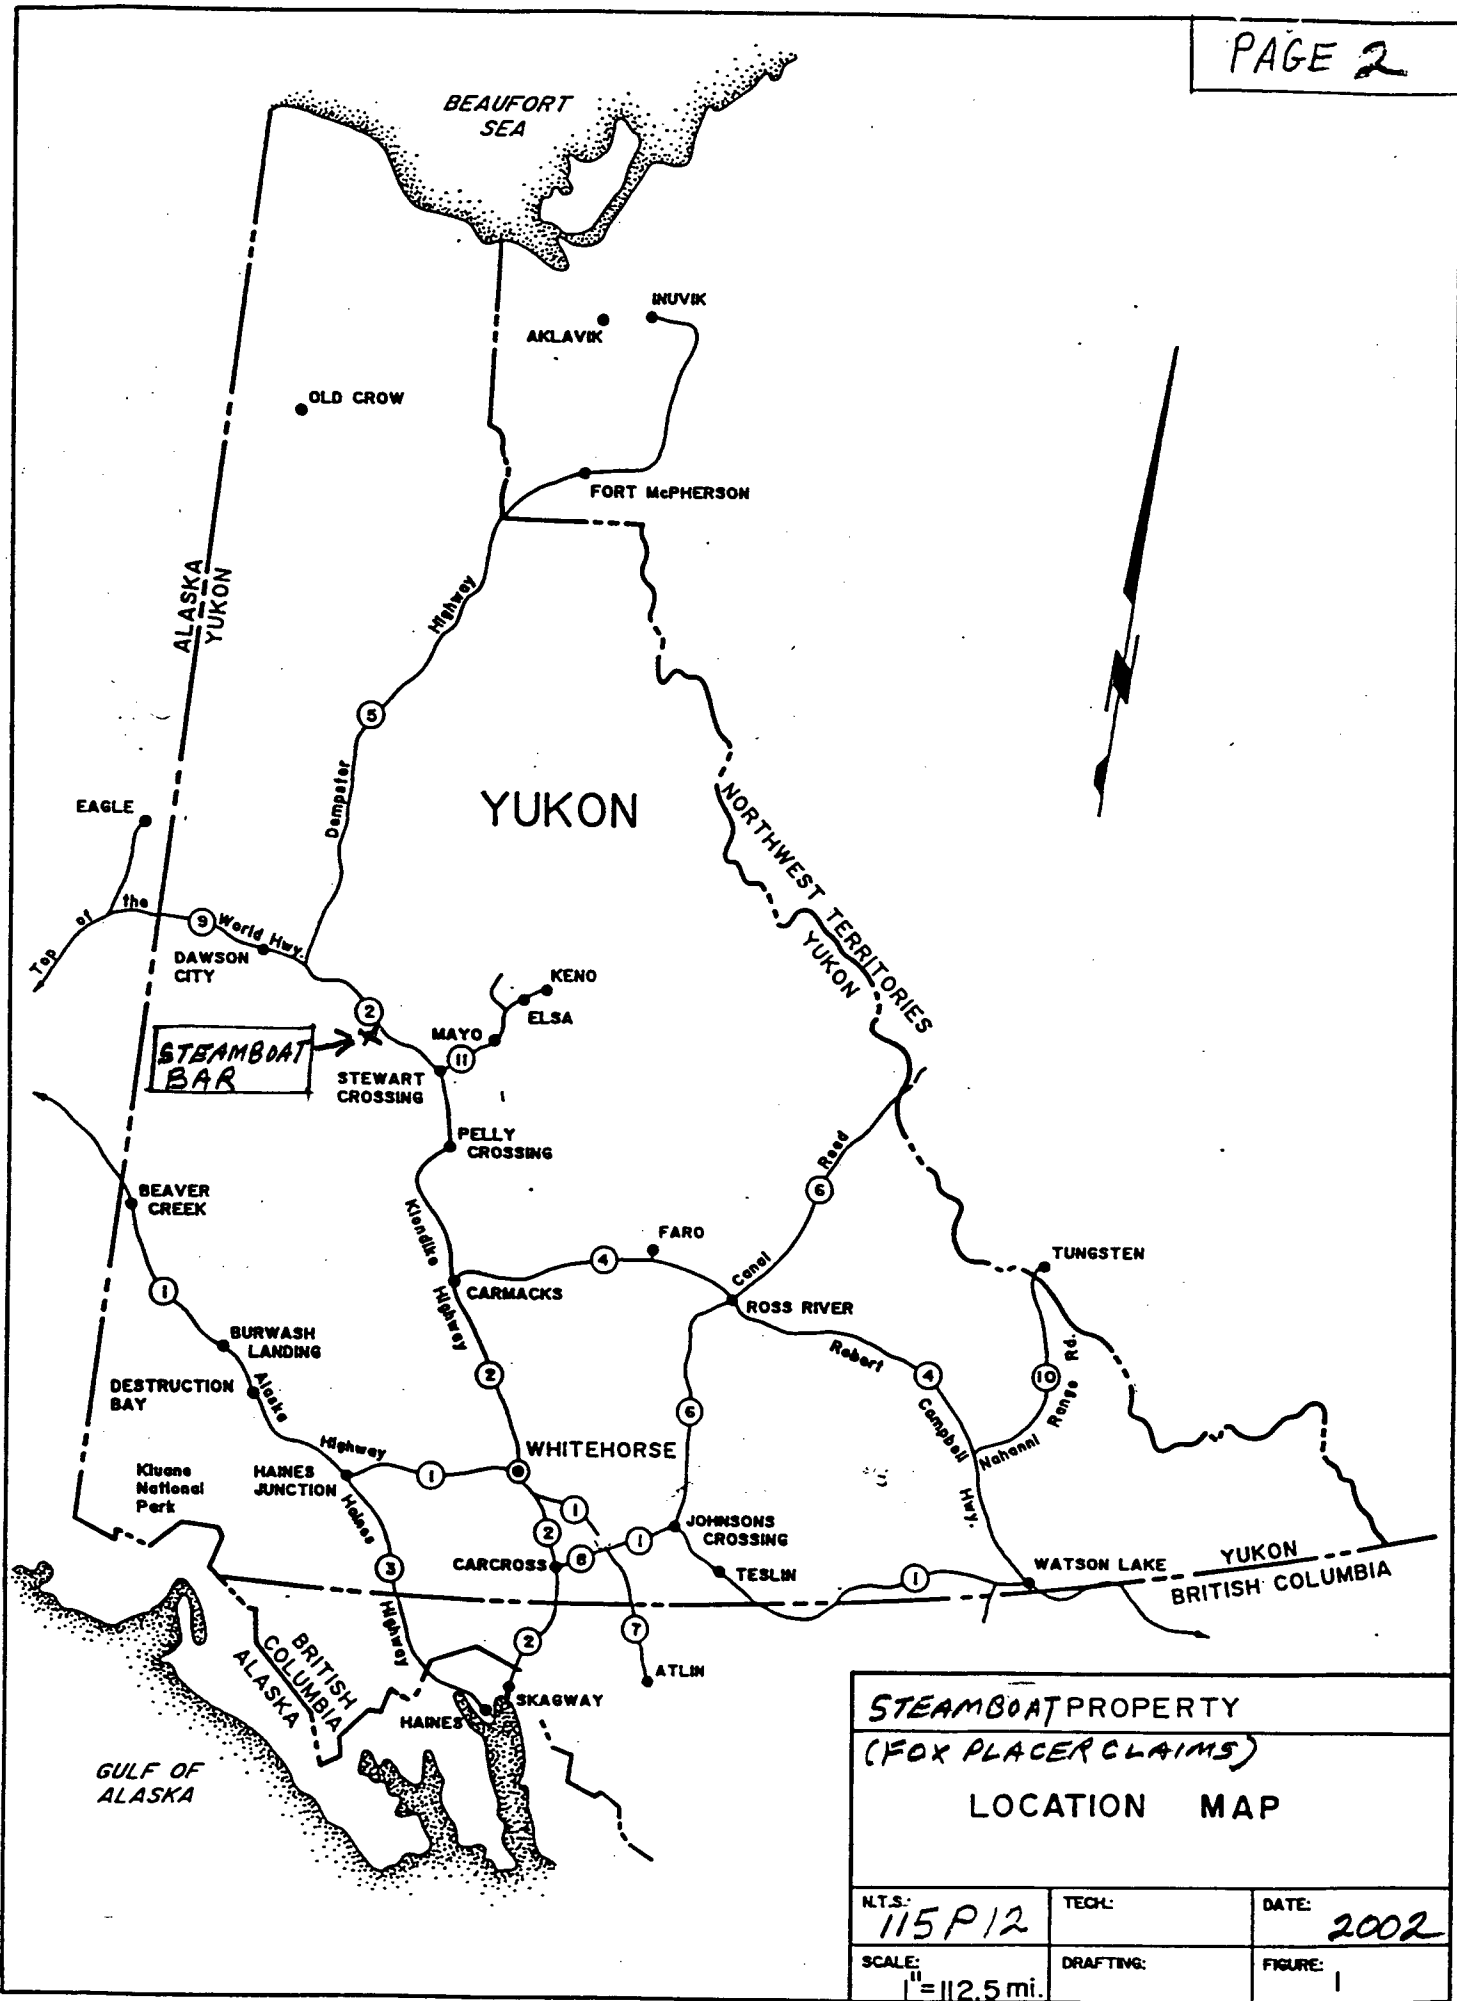 PAGE 2
BEAUFORT
SEA
INUVIK
AKLAVIK
OLD CROW
FORT McPHERSON
ALASKA
YUKON
Highway
5
Dempster
EAGLE
YUKON
NORTHWEST TERRITORIES
YUKON
Top of the World Hwy.
9
DAWSON
CITY
KENO
ELSA
2
MAYO
11
STEAMBOAT
BAR
STEWART
CROSSING
PELLY
CROSSING
Road
6
Canol
BEAVER
CREEK
Klondike
Highway
FARO
4
TUNGSTEN
1
CARMACKS
ROSS RIVER
BURWASH
LANDING
Robert
Campbell
Hwy.
4
10
Nahanni Range Rd.
DESTRUCTION
BAY
Alaska
Highway
2
6
WHITEHORSE
Kluane
National
Park
HAINES
JUNCTION
1
1
Haines
Highway
2
JOHNSONS
CROSSING
3
CARCROSS
8
1
TESLIN
1
WATSON LAKE
YUKON
BRITISH COLUMBIA
BRITISH
COLUMBIA
ALASKA
2
7
ATLIN
SKAGWAY
HAINES
GULF OF
ALASKA
STEAMBOAT PROPERTY
(FOX PLACER CLAIMS)
LOCATION MAP
N.T.S.: 115P12
TECH.:
DATE: 2002
SCALE: 1"=112.5 mi.
DRAFTING:
FIGURE: 1